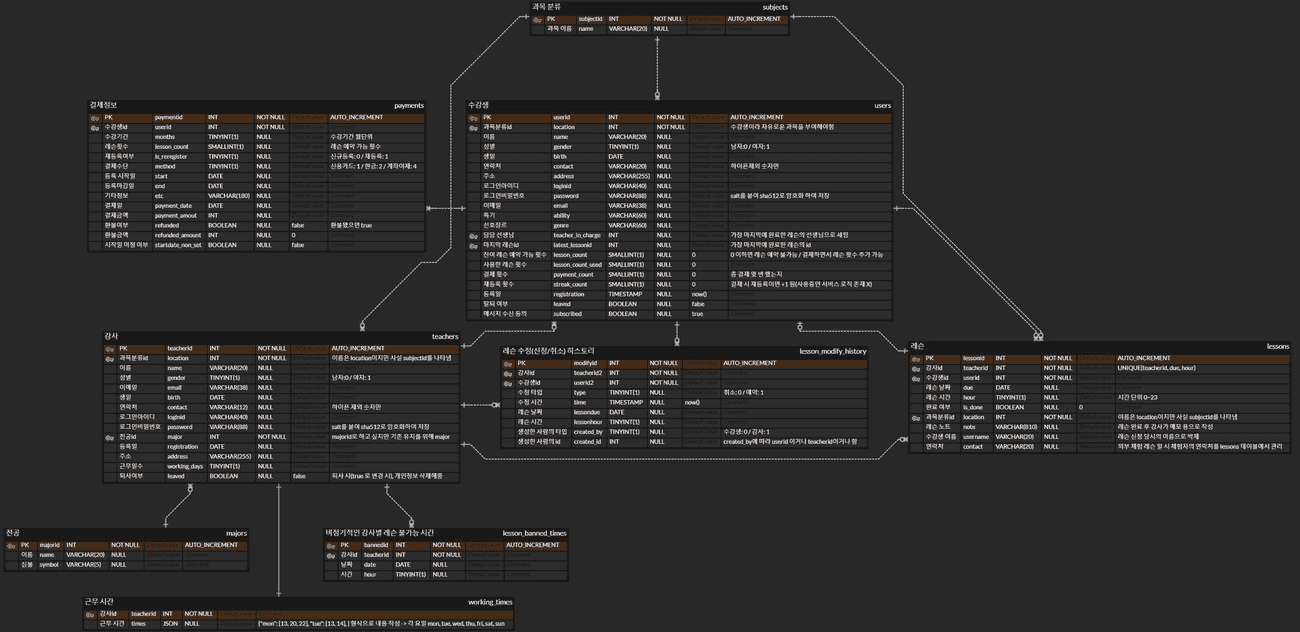 과목 분류 subjects
PK subjectid INT NOT NULL AUTO_INCREMENT
과목 이름 name VARCHAR(20) NULL
결제정보 payments
PK paymentid INT NOT NULL AUTO_INCREMENT
수강생id userid INT NOT NULL
수강기간 months TINYINT(1) NULL 수강기간 월단위
레슨횟수 lesson_count SMALLINT(1) NULL 레슨 예약 가능 횟수
재등록여부 is_reregister TINYINT(1) NULL 신규등록: 0 / 재등록: 1
결제수단 method TINYINT(1) NULL 신용카드: 1 / 현금: 2 / 계좌이체: 4
등록 시작일 start DATE NULL
등록마감일 end DATE NULL
기타정보 etc VARCHAR(100) NULL
결제일 payment_date DATE NULL
결제금액 payment_amout INT NULL
환불여부 refunded BOOLEAN NULL false 환불됐으면 true
환불금액 refunded_amount INT NULL 0
시작일 미정 여부 startdate_non_set BOOLEAN NULL false
수강생 users
PK userid INT NOT NULL AUTO_INCREMENT
과목분류id location INT NOT NULL 수강생이라 자유로운 과목을 부여해야함
이름 name VARCHAR(20) NULL
성별 gender TINYINT(1) NULL 남자:0 / 여자: 1
생일 birth DATE NULL
연락처 contact VARCHAR(20) NULL 하이픈제외 숫자만
주소 address VARCHAR(255) NULL
로그인아이디 loginid VARCHAR(40) NULL
로그인비밀번호 password VARCHAR(88) NULL salt를 붙여 shu512로 암호화 하여 저장
이메일 email VARCHAR(38) NULL
특기 ability VARCHAR(60) NULL
선호장르 genre VARCHAR(60) NULL
담당 선생님 teacher_in_charge INT NULL 가장 마지막에 완료한 레슨의 선생님으로 세팅
마지막 레슨id latest_lessonid INT NULL 가장 마지막에 완료한 레슨의 id
잔여 레슨 예약 가능 횟수 lesson_count SMALLINT(1) NULL 0 0 이하면 레슨 예약 불가능 / 결제하면서 레슨 횟수 추가 가능
사용한 레슨 횟수 lesson_count_used SMALLINT(1) NULL 0
결제 횟수 payment_count SMALLINT(1) NULL 0 총 결제 몇 번 했는지
재등록 횟수 streak_count SMALLINT(1) NULL 0 결제 시 재등록이면 +1 됨(사용중인 서비스 로직 존재 X)
등록일 registration TIMESTAMP NULL now()
탈퇴 여부 leaved BOOLEAN NULL false
메시지 수신 동의 subscribed BOOLEAN NULL true
강사 teachers
PK teacherid INT NOT NULL AUTO_INCREMENT
과목분류id location INT NOT NULL 이름은 location이지만 사실 subjectid를 나타냄
이름 name VARCHAR(20) NULL
성별 gender TINYINT(1) NULL 남자:0 / 여자: 1
이메일 email VARCHAR(38) NULL
생일 birth DATE NULL
연락처 contact VARCHAR(12) NULL 하이픈 제외 숫자만
로그인아이디 loginid VARCHAR(40) NULL
로그인비밀번호 password VARCHAR(88) NULL salt를 붙여 shu512로 암호화하여 저장
전공id major INT NOT NULL majorid로 하고 싶지만 기존 유지를 위해 major
등록일 registration DATE NULL
주소 address VARCHAR(255) NULL
근무일수 working_days TINYINT(1) NULL
퇴사여부 leaved BOOLEAN NULL false 퇴사 시(true 로 변경 시), 개인정보 삭제해줌
레슨 수정(신청/취소) 히스토리 lesson_modify_history
PK modifyid INT NOT NULL AUTO_INCREMENT
강사id teacherid2 INT NOT NULL
수강생id userid2 INT NOT NULL
수정 타입 type TINYINT(1) NULL 취소: 0 / 예약: 1
수정 시간 time TIMESTAMP NULL now()
레슨 날짜 lessondue DATE NULL
레슨 시간 lessonhour TINYINT(1) NULL
생성한 사람의 타입 created_by TINYINT(1) NULL 수강생: 0 / 강사: 1
생성한 사람의 id created_id INT NULL created_by에 따라 userid 이거나 teacherid이거나 함
레슨 lessons
PK lessonid INT NOT NULL AUTO_INCREMENT
강사id teacherid INT NOT NULL UNIQUE(teacherid, due, hour)
수강생id userid INT NOT NULL
레슨 날짜 due DATE NULL
레슨 시간 hour TINYINT(1) NULL 시간 단위 0~23
완료 여부 is_done BOOLEAN NULL 0
과목분류id location INT NOT NULL 이름은 location이지만 사실 subjectid를 나타냄
레슨 노트 note VARCHAR(810) NULL 레슨 완료 후 강사가 메모 용으로 작성
수강생 이름 username VARCHAR(20) NULL 레슨 신청 당시의 이름으로 박제
연락처 contact VARCHAR(20) NULL 외부 체험 레슨 일 시 체험자의 연락처를 lessons 테이블에서 관리
전공 majors
PK majorid INT NOT NULL AUTO_INCREMENT
이름 name VARCHAR(20) NULL
심볼 symbol VARCHAR(5) NULL
비정기적인 강사별 레슨 불가능 시간 lesson_banned_times
PK bannedid INT NOT NULL AUTO_INCREMENT
강사id teacherid INT NOT NULL
날짜 date DATE NULL
시간 hour TINYINT(1) NULL
근무 시간 working_times
강사id teacherid INT NOT NULL
근무 시간 times JSON NULL {"mon": [13, 20, 22], "tue": [13, 14], } 형식으로 내용 작성 -> 각 요일 mon, tue, wed, thu, fri, sat, sun